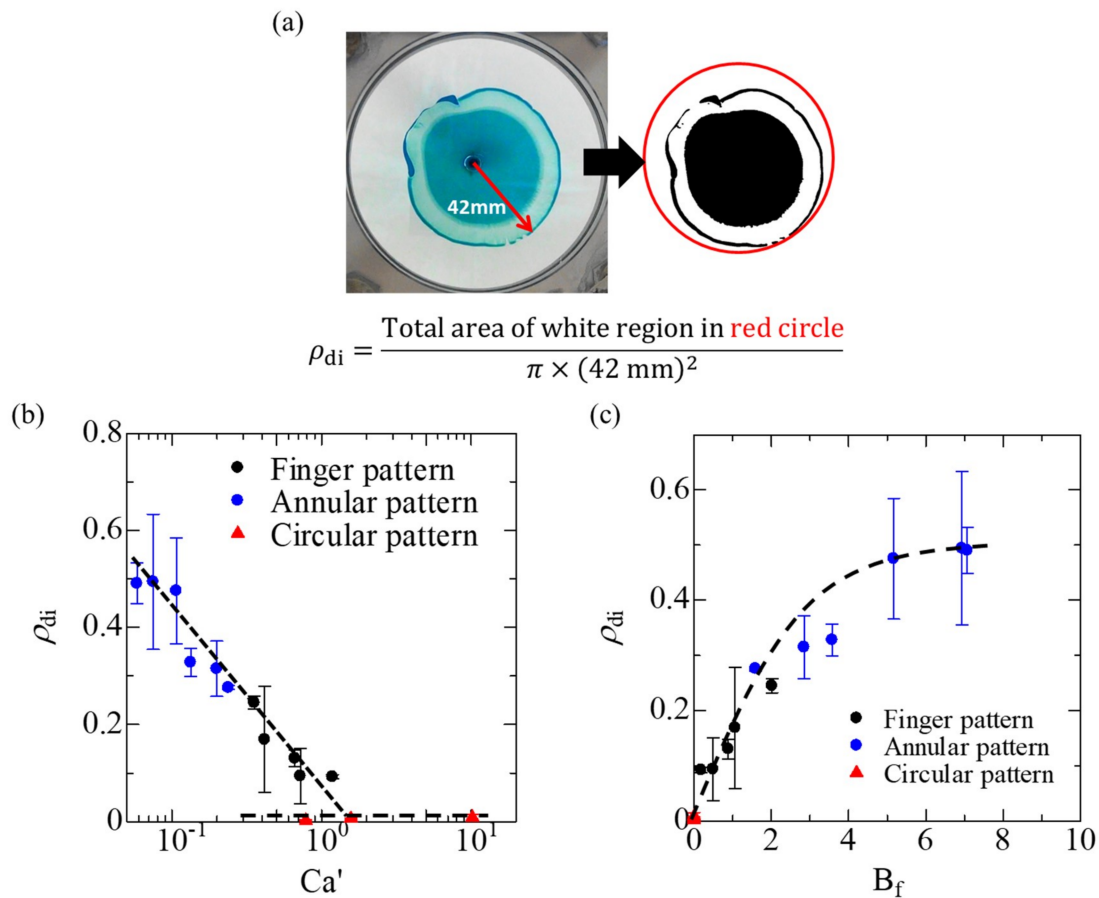 (a)
42mm
ρdi = Total area of white region in red circle
π × (42 mm)²
(b)
0.8
0.6
0.4
0.2
0
ρdi
Finger pattern
Annular pattern
Circular pattern
10⁻¹
10⁰
10¹
Ca'
(c)
0.6
0.4
0.2
0
ρdi
Finger pattern
Annular pattern
Circular pattern
0
2
4
6
8
10
Bf